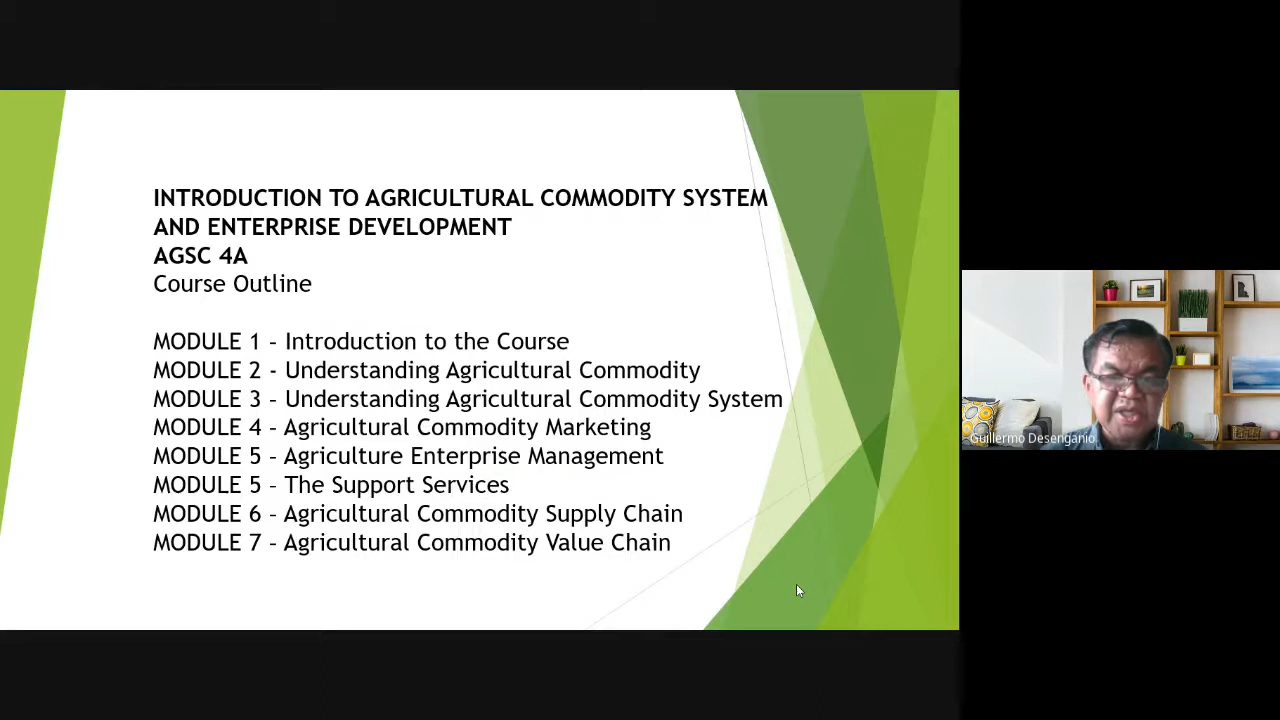 INTRODUCTION TO AGRICULTURAL COMMODITY SYSTEM
AND ENTERPRISE DEVELOPMENT
AGSC 4A
Course Outline
MODULE 1 - Introduction to the Course
MODULE 2 - Understanding Agricultural Commodity
MODULE 3 – Understanding Agricultural Commodity System
MODULE 4 – Agricultural Commodity Marketing
MODULE 5 – Agriculture Enterprise Management
MODULE 5 – The Support Services
MODULE 6 – Agricultural Commodity Supply Chain
MODULE 7 – Agricultural Commodity Value Chain
Guillermo Desenganio